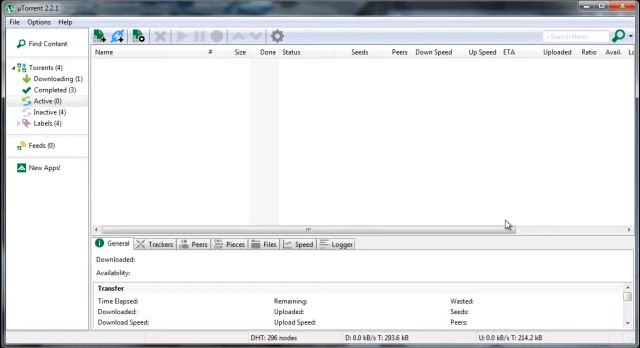 µTorrent 2.2.1
File Options Help
Find Content
<Search Here>
Name # Size Done Status Seeds Peers Down Speed Up Speed ETA Uploaded Ratio Avail. La
Torrents (4)
Downloading (1)
Completed (3)
Active (0)
Inactive (4)
Labels (4)
Feeds (0)
New Apps!
General Trackers Peers Pieces Files Speed Logger
Downloaded:
Availability:
Transfer
Time Elapsed: Remaining: Wasted:
Downloaded: Uploaded: Seeds:
Download Speed: Upload Speed: Peers:
DHT: 296 nodes D: 0.0 kB/s T: 293.6 kB U: 0.0 kB/s T: 214.2 kB